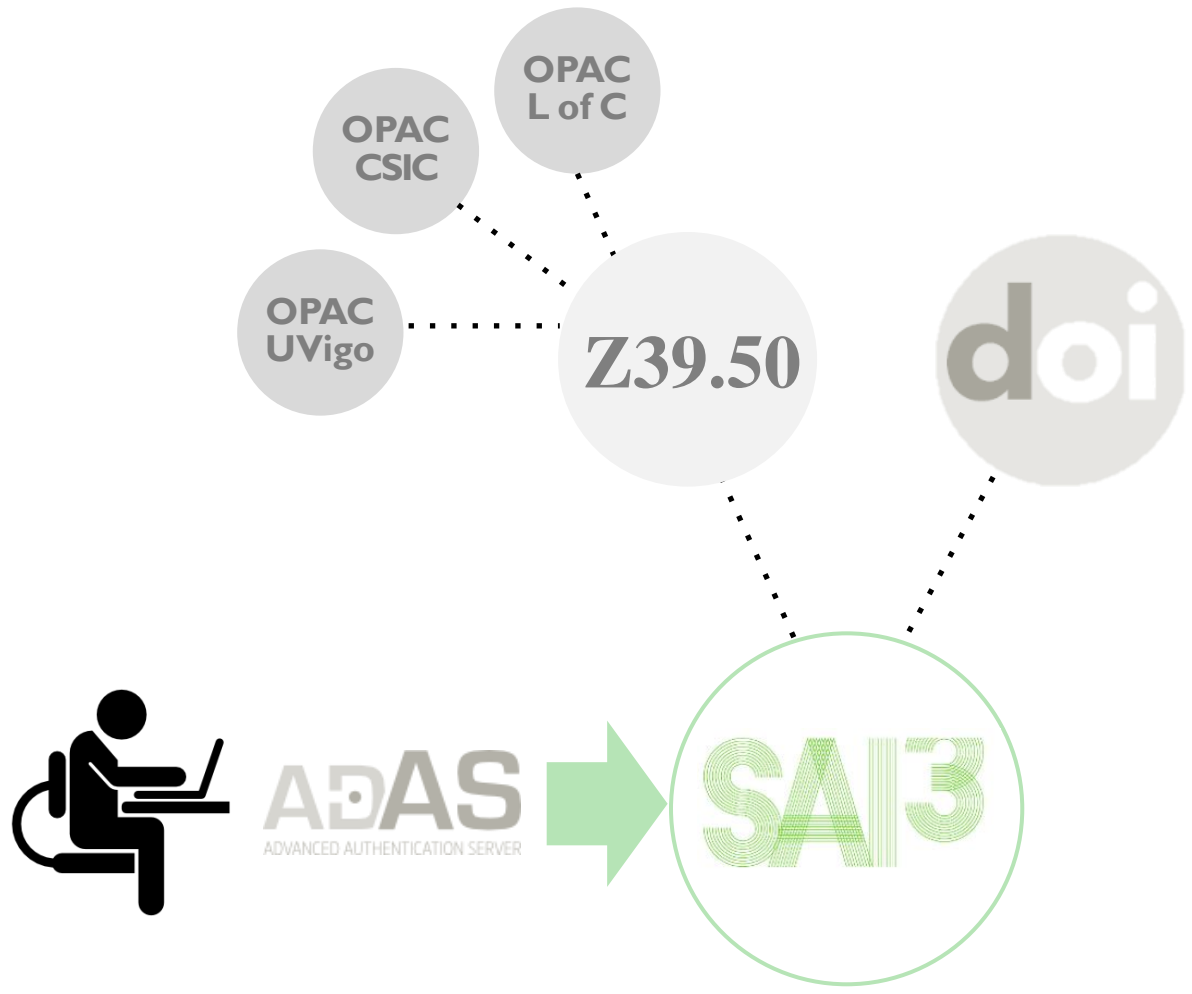 OPAC
L of C
OPAC
CSIC
OPAC
UVigo
Z39.50
doi
ADAS
ADVANCED AUTHENTICATION SERVER
SAI3